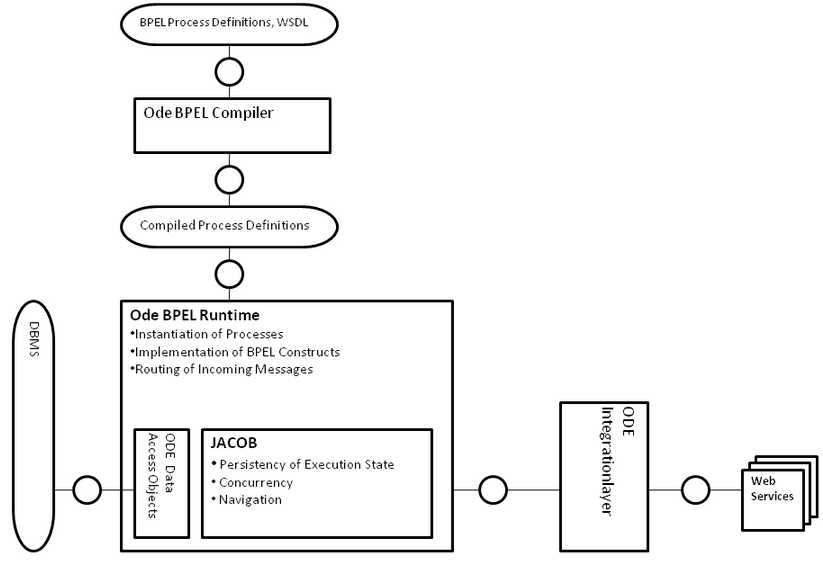 BPEL Process Definitions, WSDL
Ode BPEL Compiler
Compiled Process Definitions
Ode BPEL Runtime
•Instantiation of Processes
•Implementation of BPEL Constructs
•Routing of Incoming Messages
DBMS
ODE Data
Access Objects
JACOB
• Persistency of Execution State
• Concurrency
• Navigation
ODE
Integrationlayer
Web
Services